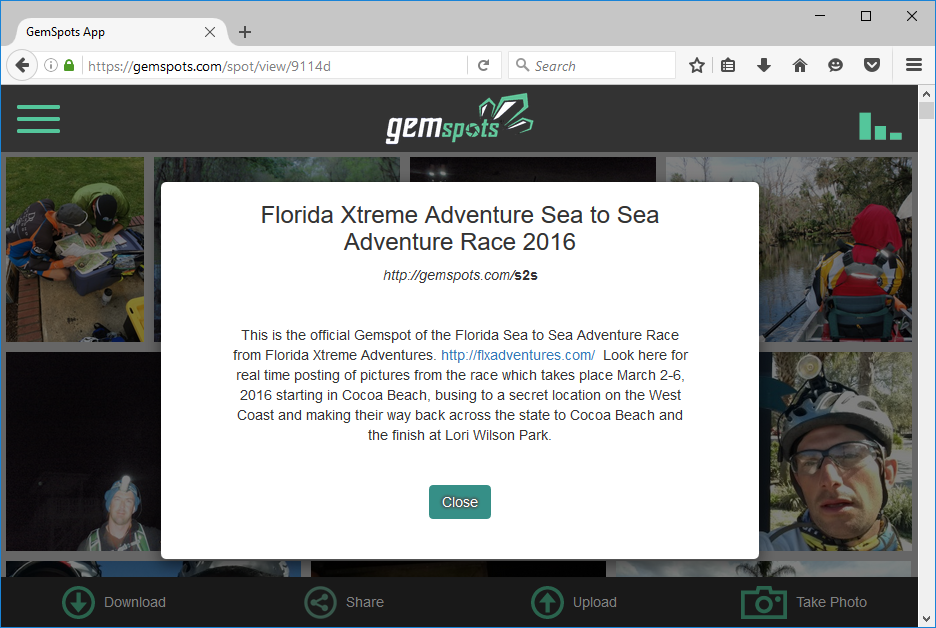 GemSpots App
https://gemspots.com/spot/view/9114d
Search
gemspots
Florida Xtreme Adventure Sea to Sea
Adventure Race 2016
http://gemspots.com/s2s
This is the official Gemspot of the Florida Sea to Sea Adventure Race
from Florida Xtreme Adventures. http://flxadventures.com/ Look here for
real time posting of pictures from the race which takes place March 2-6,
2016 starting in Cocoa Beach, busing to a secret location on the West
Coast and making their way back across the state to Cocoa Beach and
the finish at Lori Wilson Park.
Close
Download
Share
Upload
Take Photo